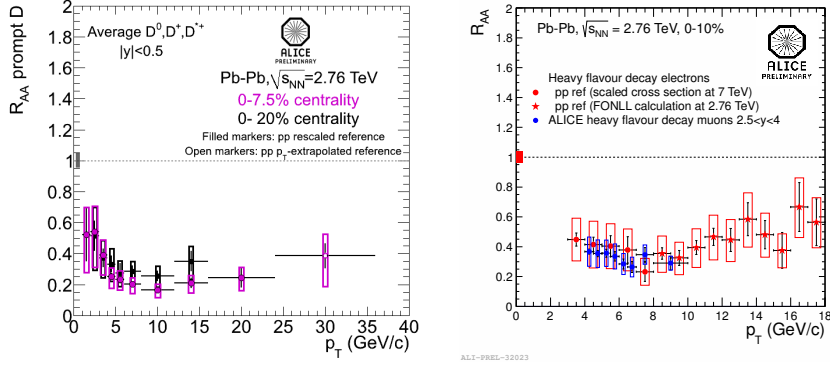 R_AA prompt D
2
1.8
1.6
1.4
1.2
1
0.8
0.6
0.4
0.2
0
Average D⁰,D⁺,D*⁺
|y|<0.5
ALICE
PRELIMINARY
Pb-Pb,√s_NN=2.76 TeV
0-7.5% centrality
0- 20% centrality
Filled markers: pp rescaled reference
Open markers: pp p_T-extrapolated reference
0 5 10 15 20 25 30 35 40
p_T (GeV/c)
R_AA
2
1.8
1.6
1.4
1.2
1
0.8
0.6
0.4
0.2
0
Pb-Pb, √s_NN = 2.76 TeV, 0-10%
ALICE
PRELIMINARY
Heavy flavour decay electrons
pp ref (scaled cross section at 7 TeV)
pp ref (FONLL calculation at 2.76 TeV)
ALICE heavy flavour decay muons 2.5<y<4
0 2 4 6 8 10 12 14 16 18
p_T (GeV/c)
ALI-PREL-32023